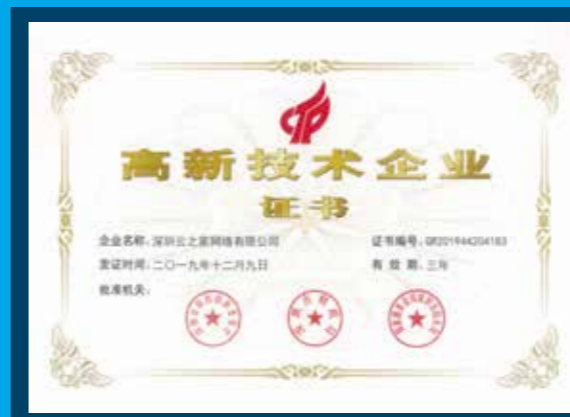 高新技术企业
证书
企业名称：深圳云之家网络有限公司
证书编号：GR201944204183
发证时间：二〇一九年十二月九日
有效期：三年
批准机关：